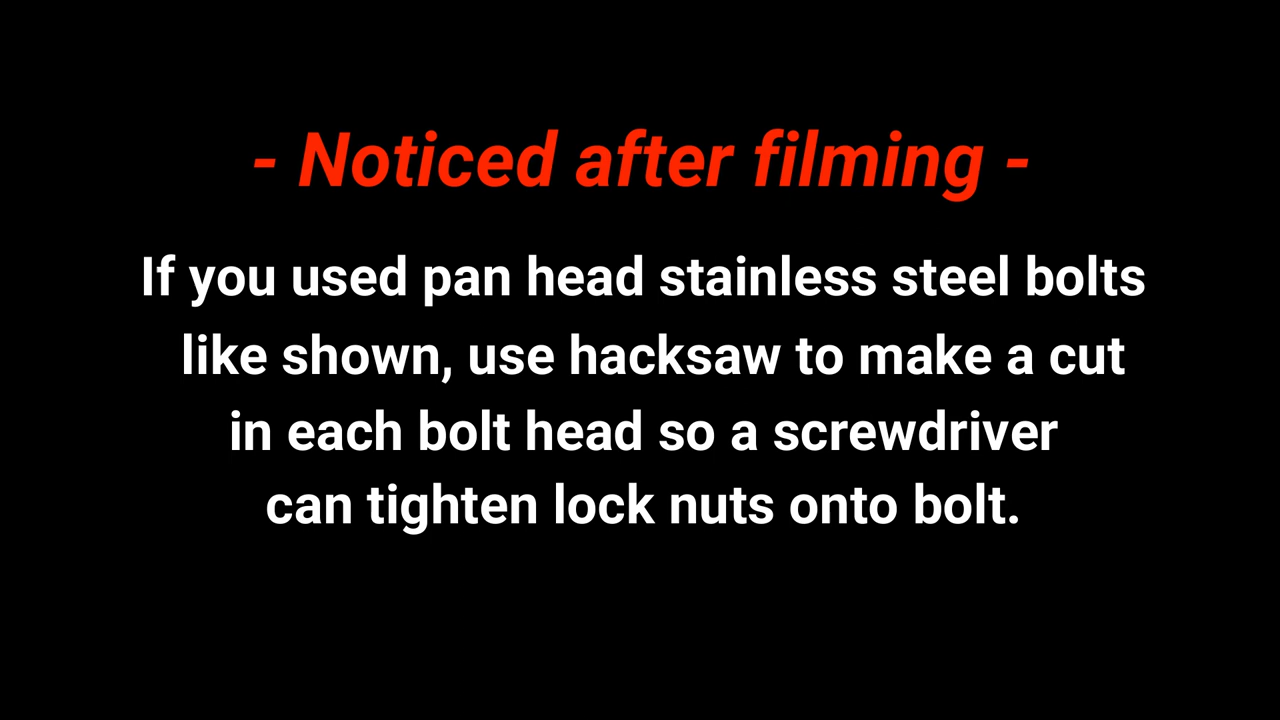 - Noticed after filming -
If you used pan head stainless steel bolts
like shown, use hacksaw to make a cut
in each bolt head so a screwdriver
can tighten lock nuts onto bolt.